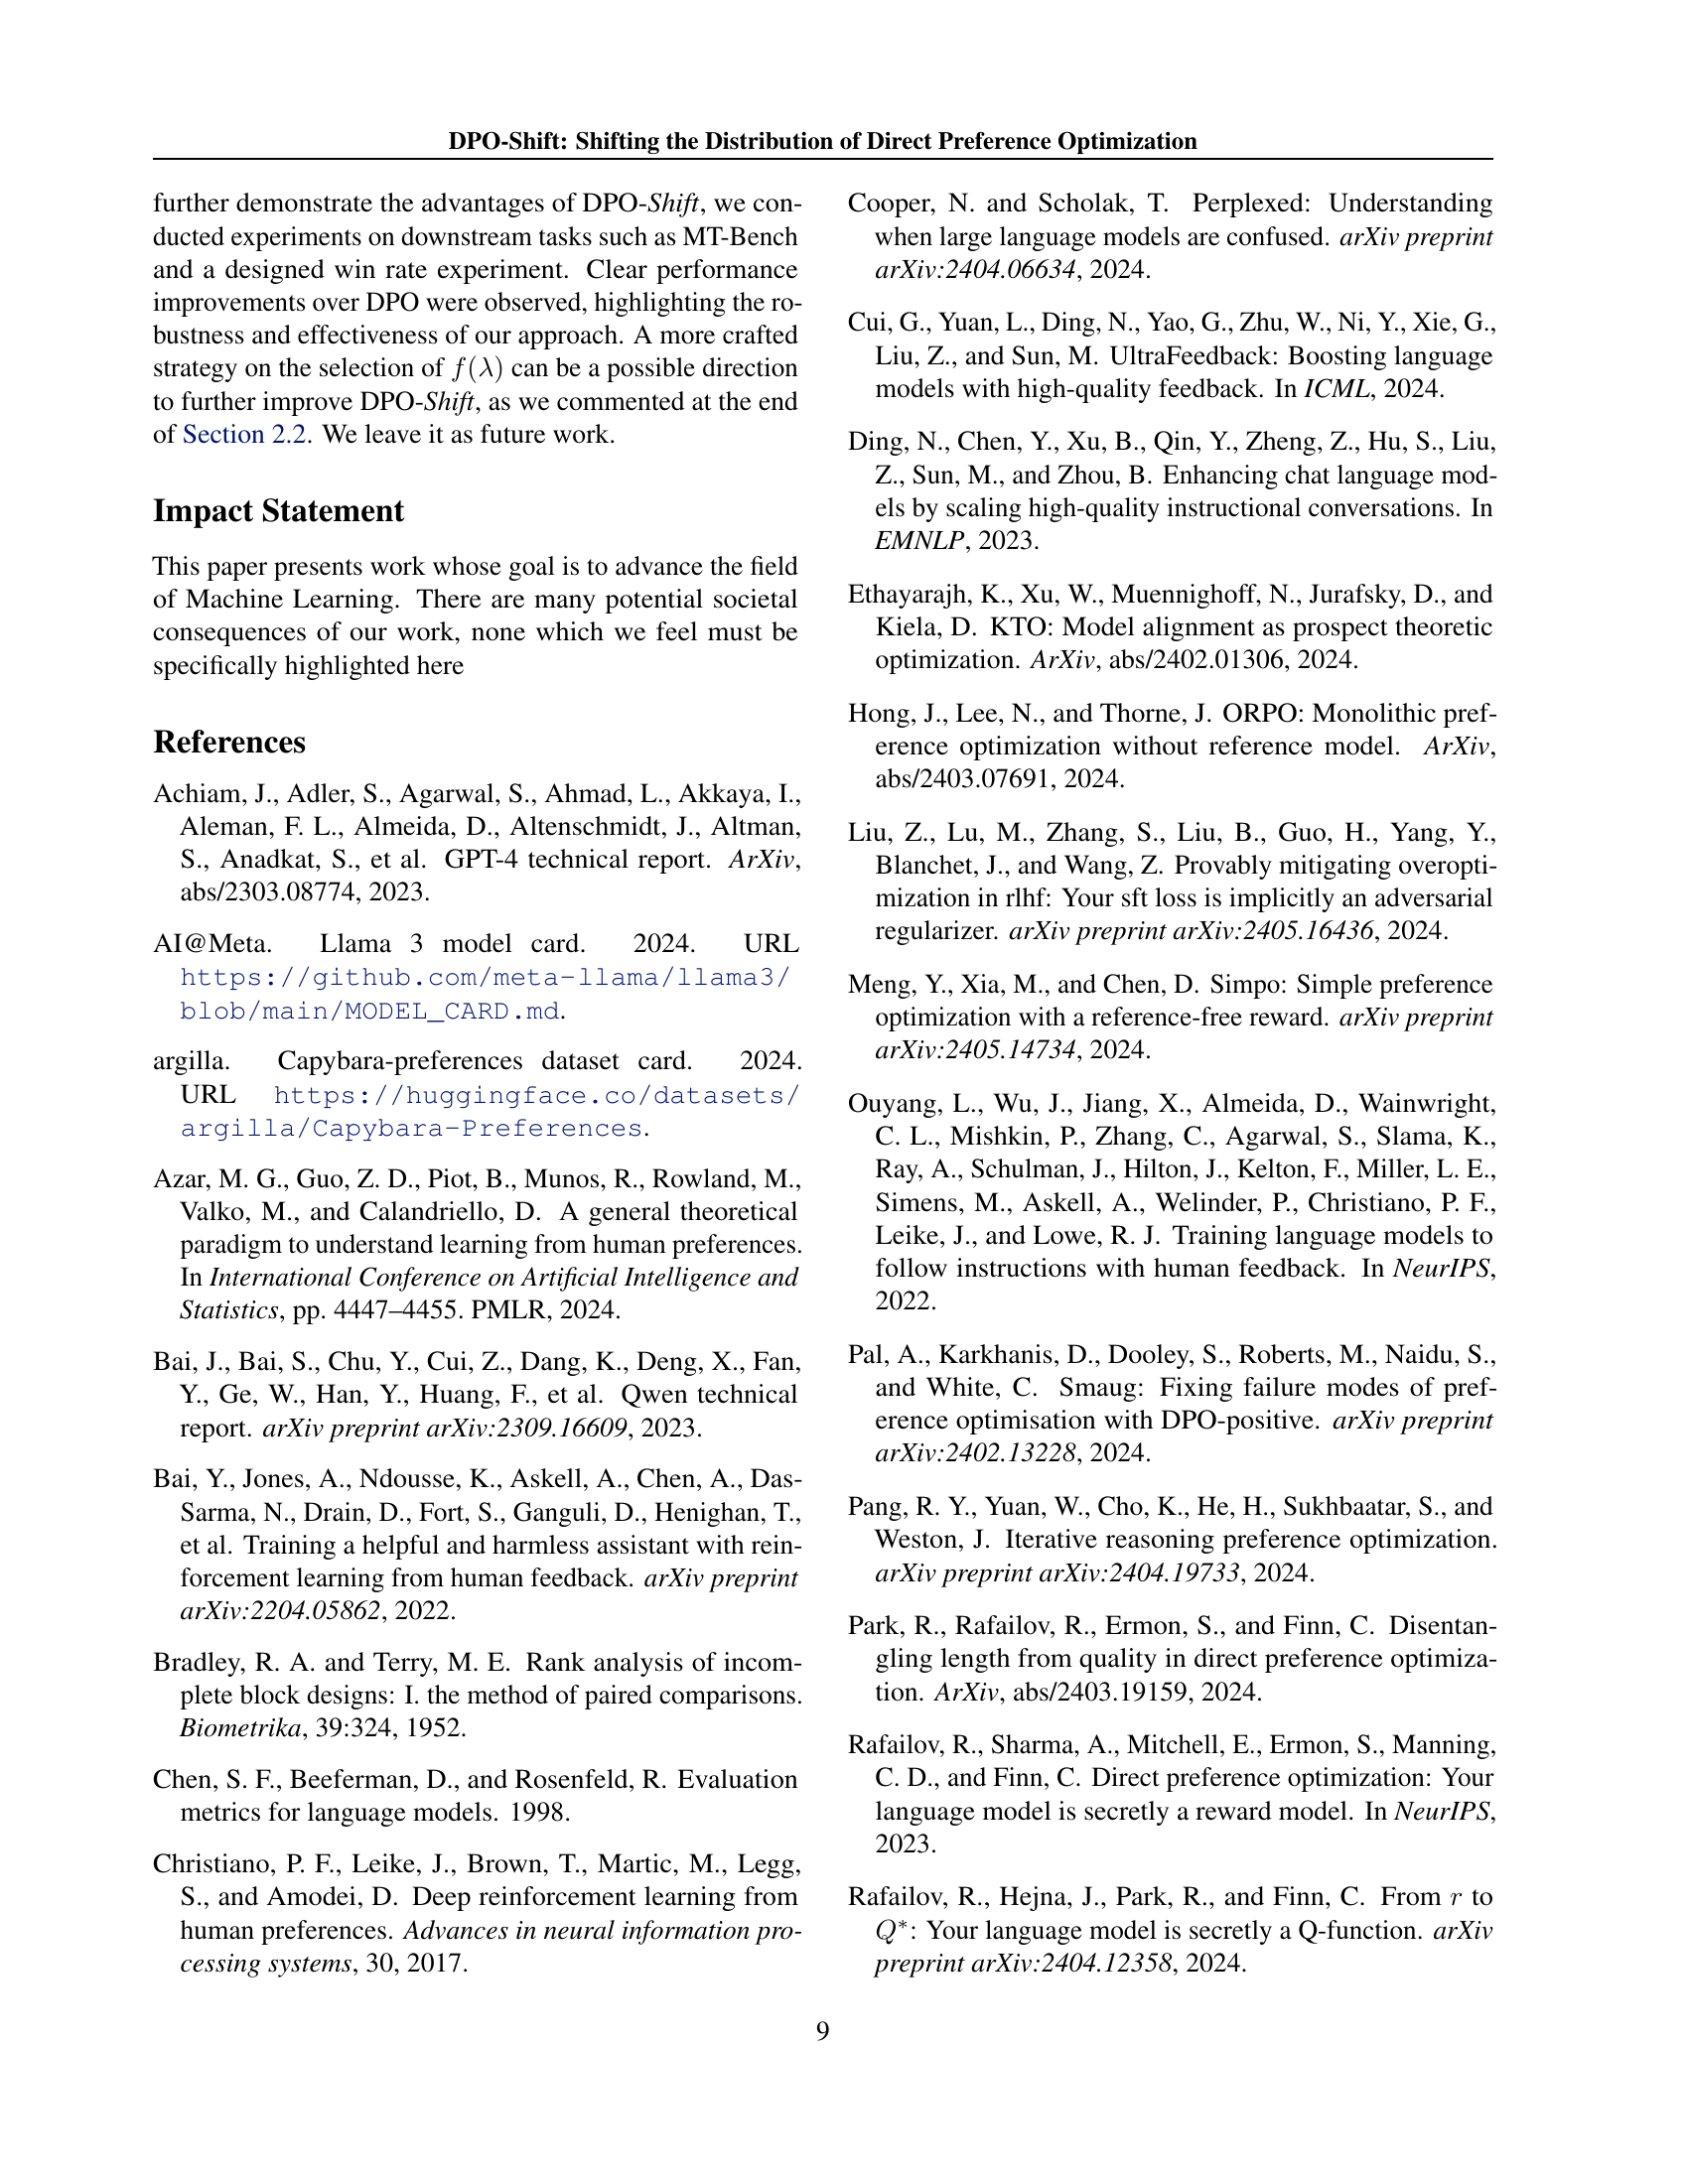 DPO-Shift: Shifting the Distribution of Direct Preference Optimization
further demonstrate the advantages of DPO-Shift, we con-
ducted experiments on downstream tasks such as MT-Bench
and a designed win rate experiment. Clear performance
improvements over DPO were observed, highlighting the ro-
bustness and effectiveness of our approach. A more crafted
strategy on the selection of f(λ) can be a possible direction
to further improve DPO-Shift, as we commented at the end
of Section 2.2. We leave it as future work.
Impact Statement
This paper presents work whose goal is to advance the field
of Machine Learning. There are many potential societal
consequences of our work, none which we feel must be
specifically highlighted here
References
Achiam, J., Adler, S., Agarwal, S., Ahmad, L., Akkaya, I.,
Aleman, F. L., Almeida, D., Altenschmidt, J., Altman,
S., Anadkat, S., et al. GPT-4 technical report. ArXiv,
abs/2303.08774, 2023.
AI@Meta. Llama 3 model card. 2024. URL
https://github.com/meta-llama/llama3/
blob/main/MODEL_CARD.md.
argilla. Capybara-preferences dataset card. 2024.
URL https://huggingface.co/datasets/
argilla/Capybara-Preferences.
Azar, M. G., Guo, Z. D., Piot, B., Munos, R., Rowland, M.,
Valko, M., and Calandriello, D. A general theoretical
paradigm to understand learning from human preferences.
In International Conference on Artificial Intelligence and
Statistics, pp. 4447–4455. PMLR, 2024.
Bai, J., Bai, S., Chu, Y., Cui, Z., Dang, K., Deng, X., Fan,
Y., Ge, W., Han, Y., Huang, F., et al. Qwen technical
report. arXiv preprint arXiv:2309.16609, 2023.
Bai, Y., Jones, A., Ndousse, K., Askell, A., Chen, A., Das-
Sarma, N., Drain, D., Fort, S., Ganguli, D., Henighan, T.,
et al. Training a helpful and harmless assistant with rein-
forcement learning from human feedback. arXiv preprint
arXiv:2204.05862, 2022.
Bradley, R. A. and Terry, M. E. Rank analysis of incom-
plete block designs: I. the method of paired comparisons.
Biometrika, 39:324, 1952.
Chen, S. F., Beeferman, D., and Rosenfeld, R. Evaluation
metrics for language models. 1998.
Christiano, P. F., Leike, J., Brown, T., Martic, M., Legg,
S., and Amodei, D. Deep reinforcement learning from
human preferences. Advances in neural information pro-
cessing systems, 30, 2017.
Cooper, N. and Scholak, T. Perplexed: Understanding
when large language models are confused. arXiv preprint
arXiv:2404.06634, 2024.
Cui, G., Yuan, L., Ding, N., Yao, G., Zhu, W., Ni, Y., Xie, G.,
Liu, Z., and Sun, M. UltraFeedback: Boosting language
models with high-quality feedback. In ICML, 2024.
Ding, N., Chen, Y., Xu, B., Qin, Y., Zheng, Z., Hu, S., Liu,
Z., Sun, M., and Zhou, B. Enhancing chat language mod-
els by scaling high-quality instructional conversations. In
EMNLP, 2023.
Ethayarajh, K., Xu, W., Muennighoff, N., Jurafsky, D., and
Kiela, D. KTO: Model alignment as prospect theoretic
optimization. ArXiv, abs/2402.01306, 2024.
Hong, J., Lee, N., and Thorne, J. ORPO: Monolithic pref-
erence optimization without reference model. ArXiv,
abs/2403.07691, 2024.
Liu, Z., Lu, M., Zhang, S., Liu, B., Guo, H., Yang, Y.,
Blanchet, J., and Wang, Z. Provably mitigating overopti-
mization in rlhf: Your sft loss is implicitly an adversarial
regularizer. arXiv preprint arXiv:2405.16436, 2024.
Meng, Y., Xia, M., and Chen, D. Simpo: Simple preference
optimization with a reference-free reward. arXiv preprint
arXiv:2405.14734, 2024.
Ouyang, L., Wu, J., Jiang, X., Almeida, D., Wainwright,
C. L., Mishkin, P., Zhang, C., Agarwal, S., Slama, K.,
Ray, A., Schulman, J., Hilton, J., Kelton, F., Miller, L. E.,
Simens, M., Askell, A., Welinder, P., Christiano, P. F.,
Leike, J., and Lowe, R. J. Training language models to
follow instructions with human feedback. In NeurIPS,
2022.
Pal, A., Karkhanis, D., Dooley, S., Roberts, M., Naidu, S.,
and White, C. Smaug: Fixing failure modes of pref-
erence optimisation with DPO-positive. arXiv preprint
arXiv:2402.13228, 2024.
Pang, R. Y., Yuan, W., Cho, K., He, H., Sukhbaatar, S., and
Weston, J. Iterative reasoning preference optimization.
arXiv preprint arXiv:2404.19733, 2024.
Park, R., Rafailov, R., Ermon, S., and Finn, C. Disentan-
gling length from quality in direct preference optimiza-
tion. ArXiv, abs/2403.19159, 2024.
Rafailov, R., Sharma, A., Mitchell, E., Ermon, S., Manning,
C. D., and Finn, C. Direct preference optimization: Your
language model is secretly a reward model. In NeurIPS,
2023.
Rafailov, R., Hejna, J., Park, R., and Finn, C. From r to
Q*: Your language model is secretly a Q-function. arXiv
preprint arXiv:2404.12358, 2024.
9